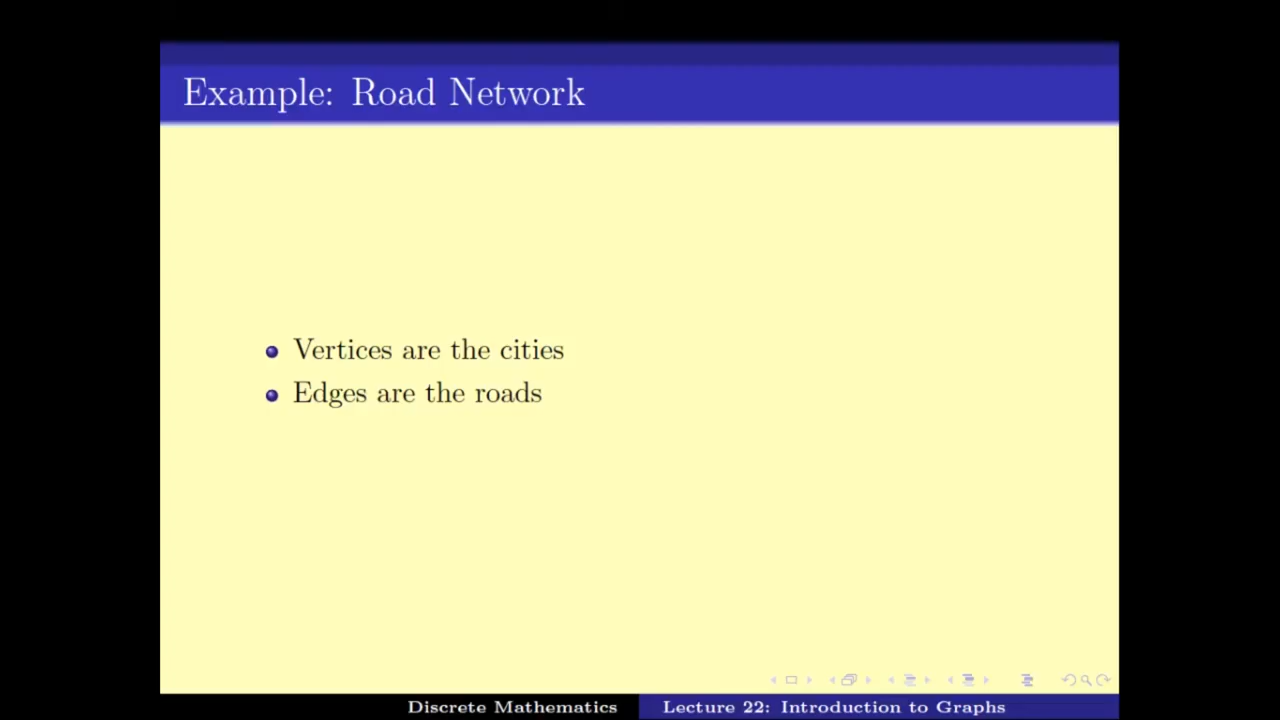 Example: Road Network
Vertices are the cities
Edges are the roads
Discrete Mathematics
Lecture 22: Introduction to Graphs